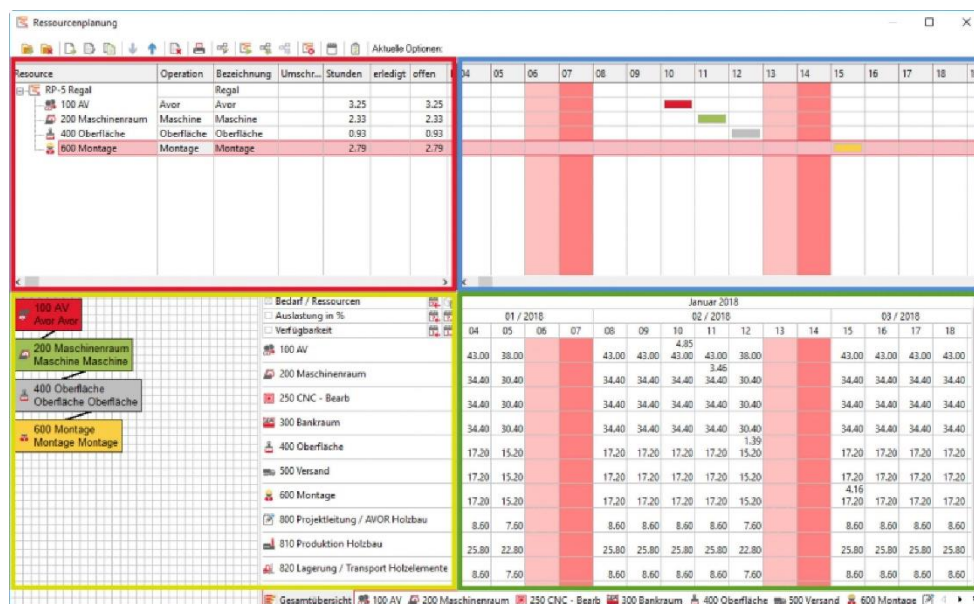 Ressourcenplanung
Aktuelle Optionen:
Resource Operation Bezeichnung Umschr... Stunden erledigt offen
RP-5 Regal Regal
100 AV Avor Avor 3.25 3.25
200 Maschinenraum Maschine Maschine 2.33 2.33
400 Oberfläche Oberfläche Oberfläche 0.93 0.93
600 Montage Montage Montage 2.79 2.79
04 05 06 07 08 09 10 11 12 13 14 15 16 17 18
100 AV
Avor Avor
200 Maschinenraum
Maschine Maschine
400 Oberfläche
Oberfläche Oberfläche
600 Montage
Montage Montage
Bedarf / Ressourcen
Auslastung in %
Verfügbarkeit
Januar 2018
01 / 2018 02 / 2018 03 / 2018
04 05 06 07 08 09 10 11 12 13 14 15 16 17 18
4.85
100 AV 43.00 38.00 43.00 43.00 43.00 43.00 38.00 43.00 43.00 43.00 43.00
3.46
200 Maschinenraum 34.40 30.40 34.40 34.40 34.40 34.40 30.40 34.40 34.40 34.40 34.40
250 CNC - Bearb 34.40 30.40 34.40 34.40 34.40 34.40 30.40 34.40 34.40 34.40 34.40
300 Bankraum 34.40 30.40 34.40 34.40 34.40 34.40 30.40 34.40 34.40 34.40 34.40
1.39
400 Oberfläche 17.20 15.20 17.20 17.20 17.20 17.20 15.20 17.20 17.20 17.20 17.20
500 Versand 17.20 15.20 17.20 17.20 17.20 17.20 15.20 17.20 17.20 17.20 17.20
4.16
600 Montage 17.20 15.20 17.20 17.20 17.20 17.20 15.20 17.20 17.20 17.20 17.20
800 Projektleitung / AVOR Holzbau 8.60 7.60 8.60 8.60 8.60 8.60 7.60 8.60 8.60 8.60 8.60
810 Produktion Holzbau 25.80 22.80 25.80 25.80 25.80 25.80 22.80 25.80 25.80 25.80 25.80
820 Lagerung / Transport Holzelemente 8.60 7.60 8.60 8.60 8.60 8.60 7.60 8.60 8.60 8.60 8.60
Gesamtübersicht 100 AV 200 Maschinenraum 250 CNC - Bearb 300 Bankraum 400 Oberfläche 500 Versand 600 Montage